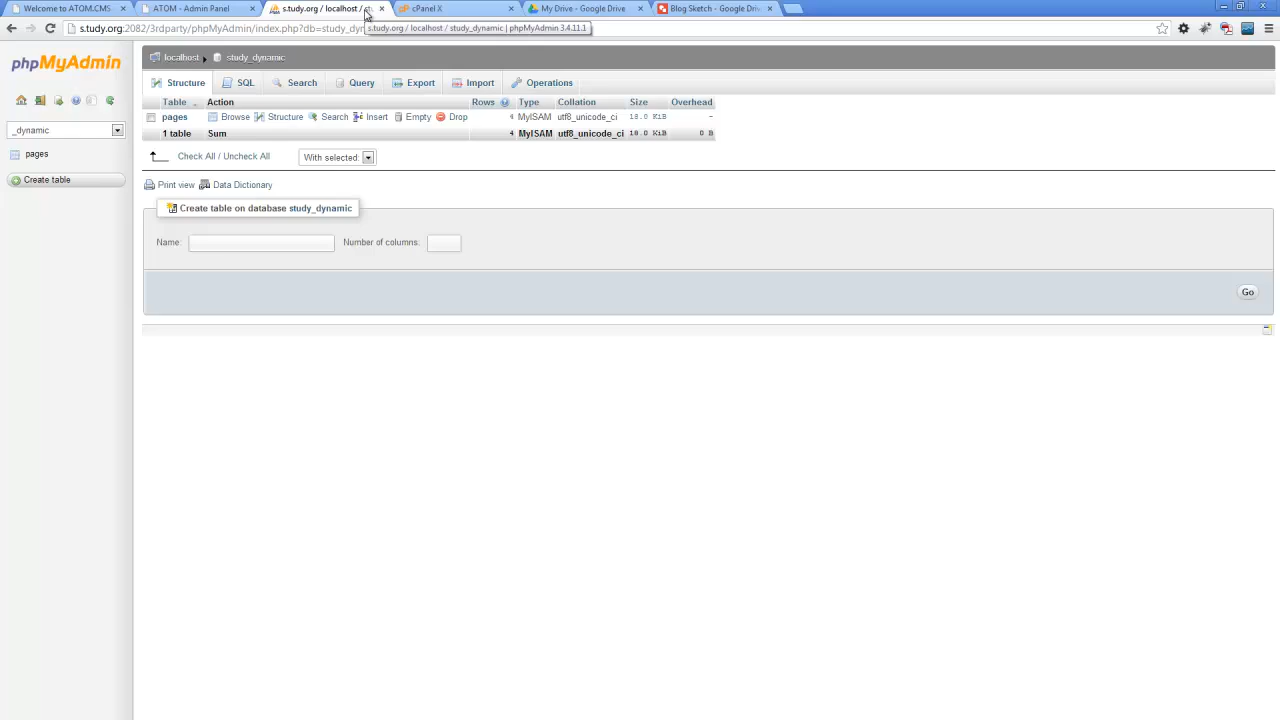 Welcome to ATOM.CMS
ATOM - Admin Panel
s.study.org / localhost / stu
cPanel X
My Drive - Google Drive
Blog Sketch - Google Driv
s.study.org:2082/3rdparty/phpMyAdmin/index.php?db=study_dyn
s.study.org / localhost / study_dynamic | phpMyAdmin 3.4.11.1
phpMyAdmin
localhost
study_dynamic
Structure
SQL
Search
Query
Export
Import
Operations
Table Action Rows Type Collation Size Overhead
pages Browse Structure Search Insert Empty Drop 4 MyISAM utf8_unicode_ci 18.0 KiB -
1 table Sum 4 MyISAM utf8_unicode_ci 18.0 KiB 0 B
_dynamic
pages
Create table
Check All / Uncheck All
With selected:
Print view
Data Dictionary
Create table on database study_dynamic
Name:
Number of columns:
Go